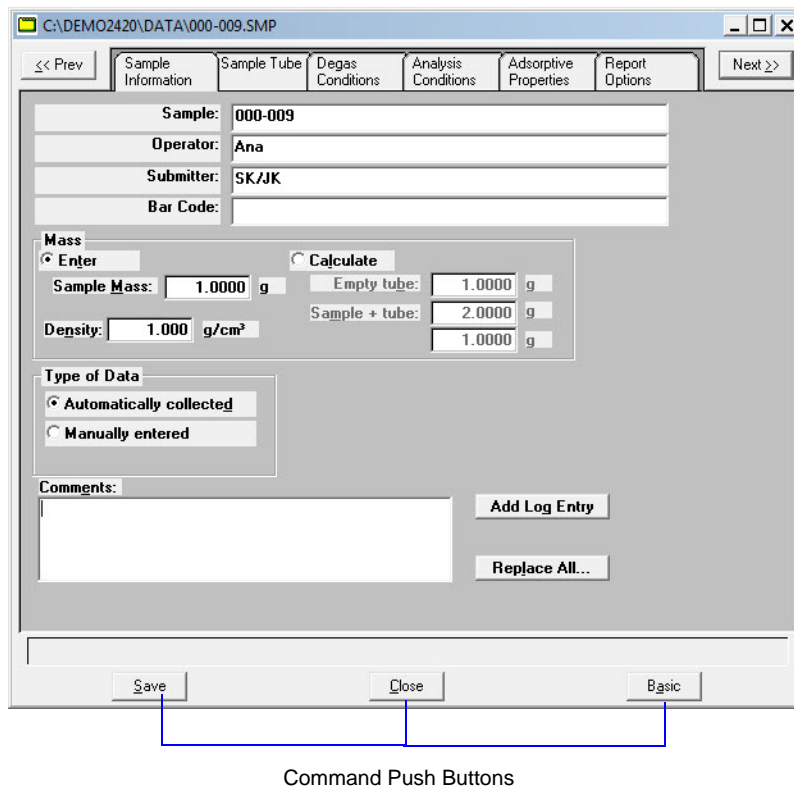 C:\DEMO2420\DATA\000-009.SMP
<< Prev
Sample Information
Sample Tube
Degas Conditions
Analysis Conditions
Adsorptive Properties
Report Options
Next >>
Sample: 000-009
Operator: Ana
Submitter: SK/JK
Bar Code:
Mass
Enter
Calculate
Sample Mass: 1.0000 g
Empty tube: 1.0000 g
Sample + tube: 2.0000 g
Density: 1.000 g/cm³
1.0000 g
Type of Data
Automatically collected
Manually entered
Comments:
Add Log Entry
Replace All...
Save
Close
Basic
Command Push Buttons